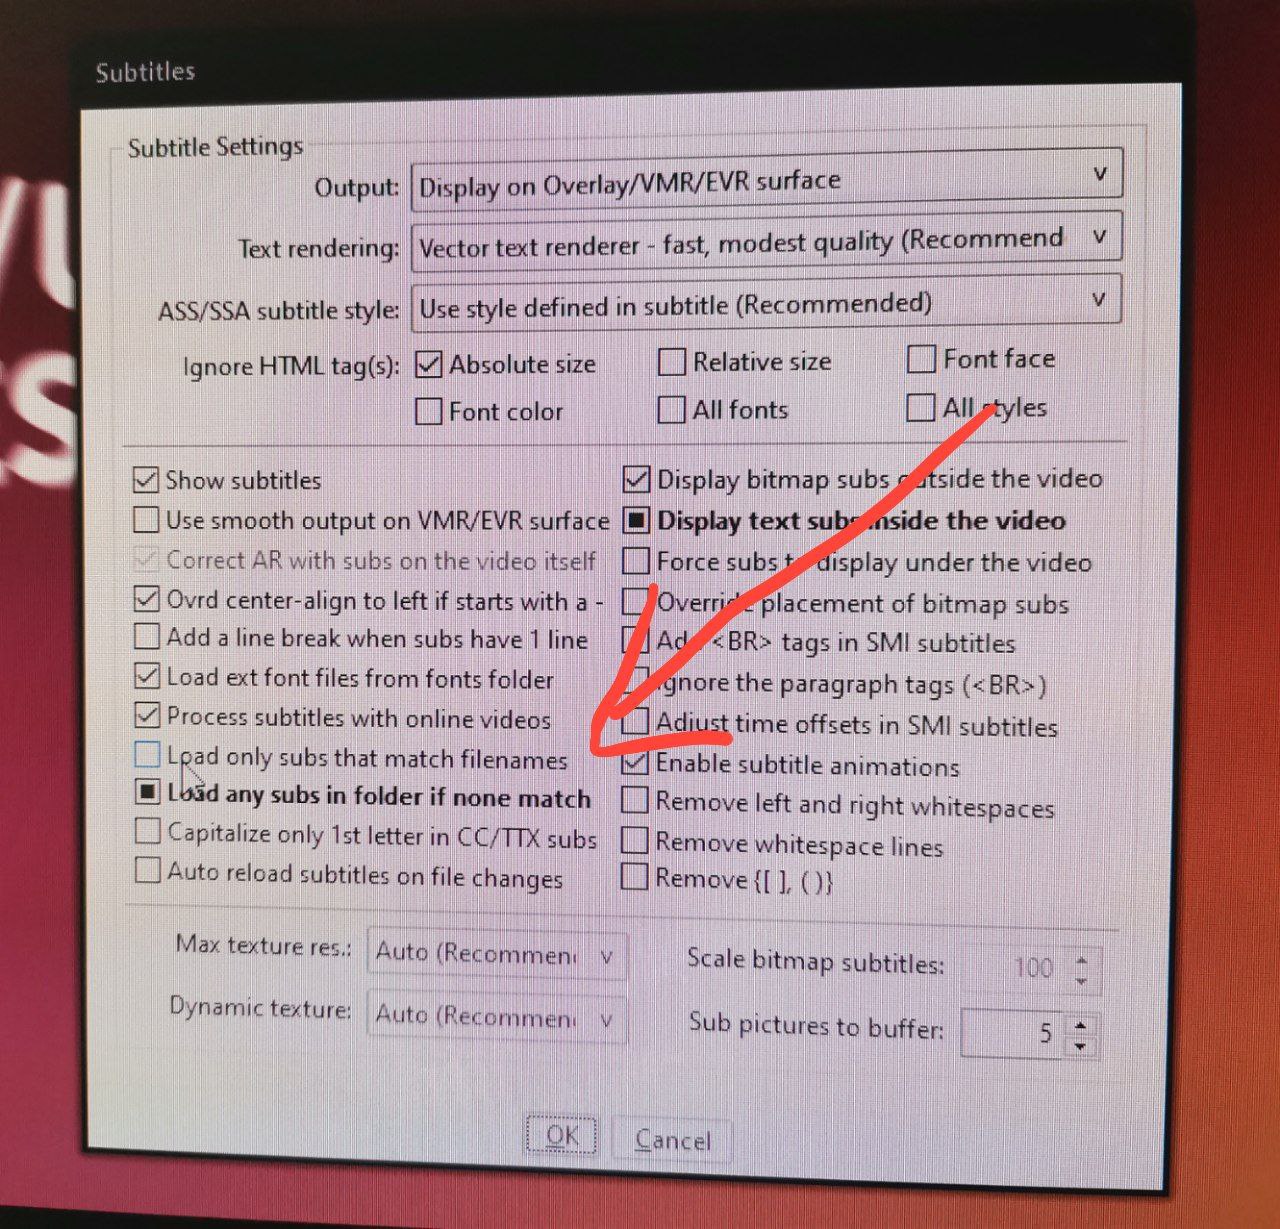 Subtitles
Subtitle Settings
Output: Display on Overlay/VMR/EVR surface
Text rendering: Vector text renderer - fast, modest quality (Recommend
ASS/SSA subtitle style: Use style defined in subtitle (Recommended)
Ignore HTML tag(s): Absolute size Relative size Font face
Font color All fonts All styles
Show subtitles
Use smooth output on VMR/EVR surface
Correct AR with subs on the video itself
Ovrd center-align to left if starts with a -
Add a line break when subs have 1 line
Load ext font files from fonts folder
Process subtitles with online videos
Load only subs that match filenames
Load any subs in folder if none match
Capitalize only 1st letter in CC/TTX subs
Auto reload subtitles on file changes
Display bitmap subs outside the video
Display text subs inside the video
Force subs to display under the video
Override placement of bitmap subs
Add <BR> tags in SMI subtitles
Ignore the paragraph tags (<BR>)
Adjust time offsets in SMI subtitles
Enable subtitle animations
Remove left and right whitespaces
Remove whitespace lines
Remove {[ ], ( )}
Max texture res.: Auto (Recommen
Dynamic texture: Auto (Recommen
Scale bitmap subtitles: 100
Sub pictures to buffer: 5
OK Cancel